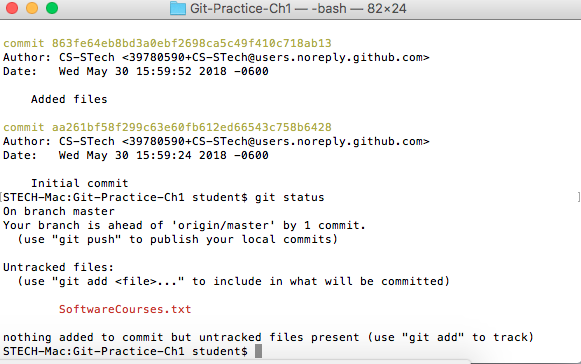 Git-Practice-Ch1 — -bash — 82×24
commit 863fe64eb8bd3a0ebf2698ca5c49f410c718ab13
Author: CS-STech <39780590+CS-STech@users.noreply.github.com>
Date:   Wed May 30 15:59:52 2018 -0600
    Added files
commit aa261bf58f299c63e60fb612ed66543c758b6428
Author: CS-STech <39780590+CS-STech@users.noreply.github.com>
Date:   Wed May 30 15:59:24 2018 -0600
    Initial commit
[STECH-Mac:Git-Practice-Ch1 student$ git status ]
On branch master
Your branch is ahead of 'origin/master' by 1 commit.
  (use "git push" to publish your local commits)
Untracked files:
  (use "git add <file>..." to include in what will be committed)
        SoftwareCourses.txt
nothing added to commit but untracked files present (use "git add" to track)
STECH-Mac:Git-Practice-Ch1 student$